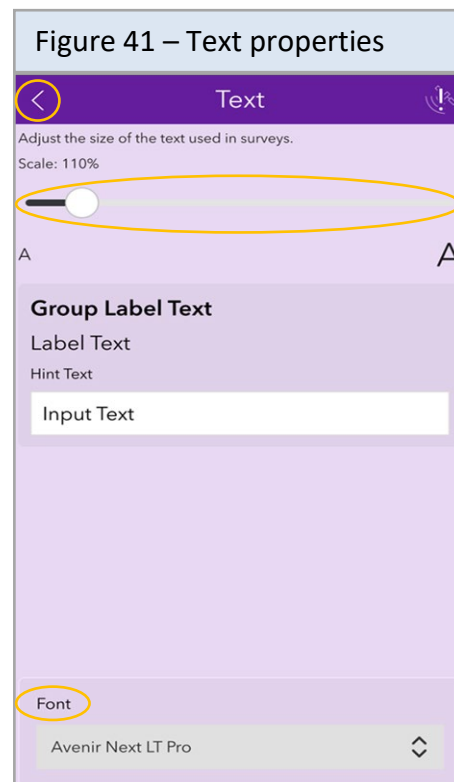 Figure 41 – Text properties
Text
Adjust the size of the text used in surveys.
Scale: 110%
A
A
Group Label Text
Label Text
Hint Text
Input Text
Font
Avenir Next LT Pro